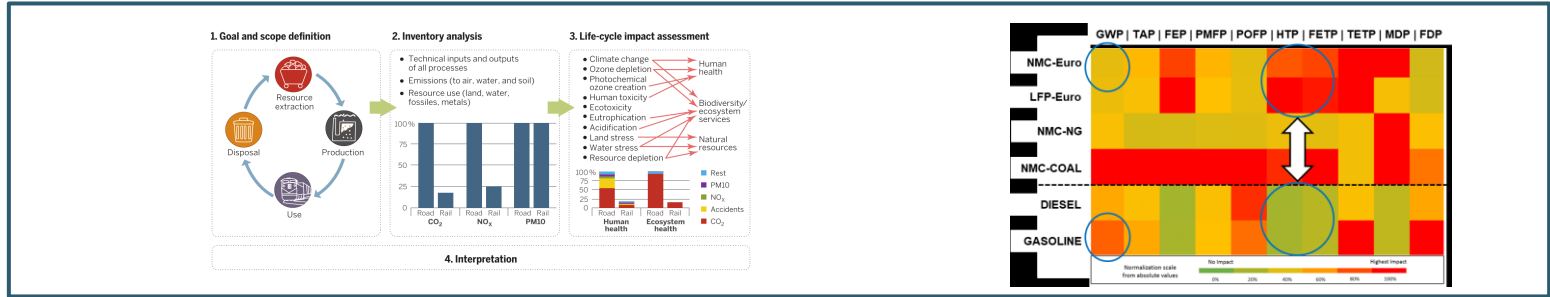 1. Goal and scope definition
Resource
extraction
Production
Use
Disposal
2. Inventory analysis
• Technical inputs and outputs
of all processes
• Emissions (to air, water, and soil)
• Resource use (land, water,
fossiles, metals)
100%
75
50
25
0
Road Rail Road Rail Road Rail
CO₂ NOₓ PM10
3. Life-cycle impact assessment
• Climate change
• Ozone depletion
• Photochemical
ozone creation
• Human toxicity
• Ecotoxicity
• Eutrophication
• Acidification
• Land stress
• Water stress
• Resource depletion
Human
health
Biodiversity/
ecosystem
services
Natural
resources
100%
75
50
25
0
Road Rail Road Rail
Human
health
Ecosystem
health
Rest
PM10
NOₓ
Accidents
CO₂
4. Interpretation
GWP | TAP | FEP | PMFP | POFP | HTP | FETP | TETP | MDP | FDP
NMC-Euro
LFP-Euro
NMC-NG
NMC-COAL
DIESEL
GASOLINE
Normalization scale
from absolute values
No Impact
Highest Impact
0% 20% 40% 60% 80% 100%